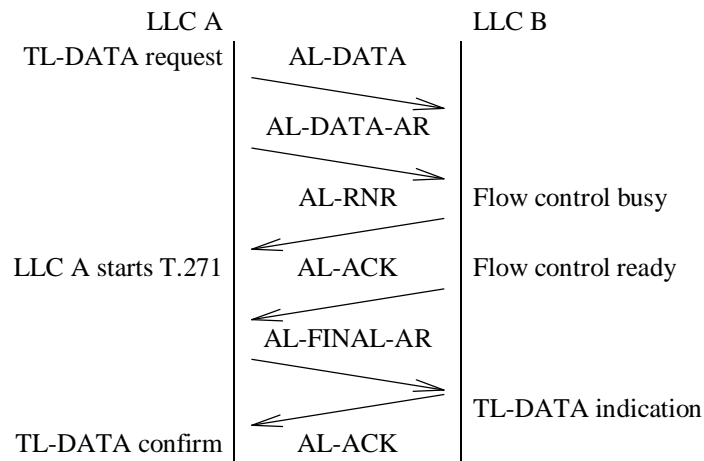 LLC A LLC B
TL-DATA request AL-DATA
AL-DATA-AR
AL-RNR Flow control busy
LLC A starts T.271 AL-ACK Flow control ready
AL-FINAL-AR
TL-DATA indication
TL-DATA confirm AL-ACK